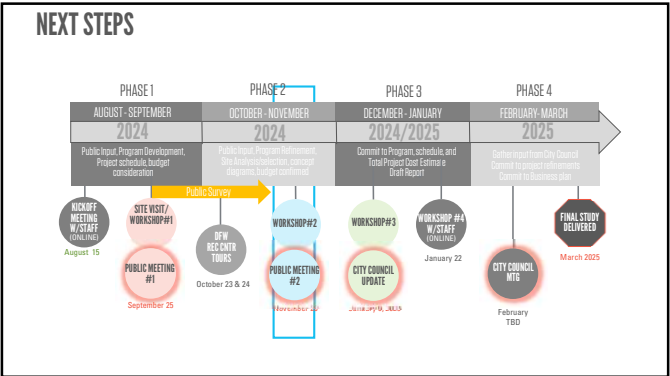 NEXT STEPS
PHASE 1
PHASE 2
PHASE 3
PHASE 4
AUGUST - SEPTEMBER
OCTOBER - NOVEMBER
DECEMBER - JANUARY
FEBRUARY- MARCH
2024
2024
2024/2025
2025
Public Input, Program Development,
Project schedule, budget
consideration
Public Input, Program Refinement
Site Analysis/selection, concept
diagrams, budget confirmed
Commit to Program, schedule, and
Total Project Cost Estimate
Draft Report
Gather input from City Council
Commit to project refinements
Commit to Business plan
Public Survey
KICKOFF
MEETING
W/STAFF
(ONLINE)
August 15
SITE VISIT/
WORKSHOP#1
PUBLIC MEETING
#1
September 25
DFW
REC CNTR
TOURS
October 23 & 24
WORKSHOP#2
PUBLIC MEETING
#2
November
WORKSHOP#3
CITY COUNCIL
UPDATE
WORKSHOP #4
W/STAFF
(ONLINE)
January 22
CITY COUNCIL
MTG
February
TBD
FINAL STUDY
DELIVERED
March 2025